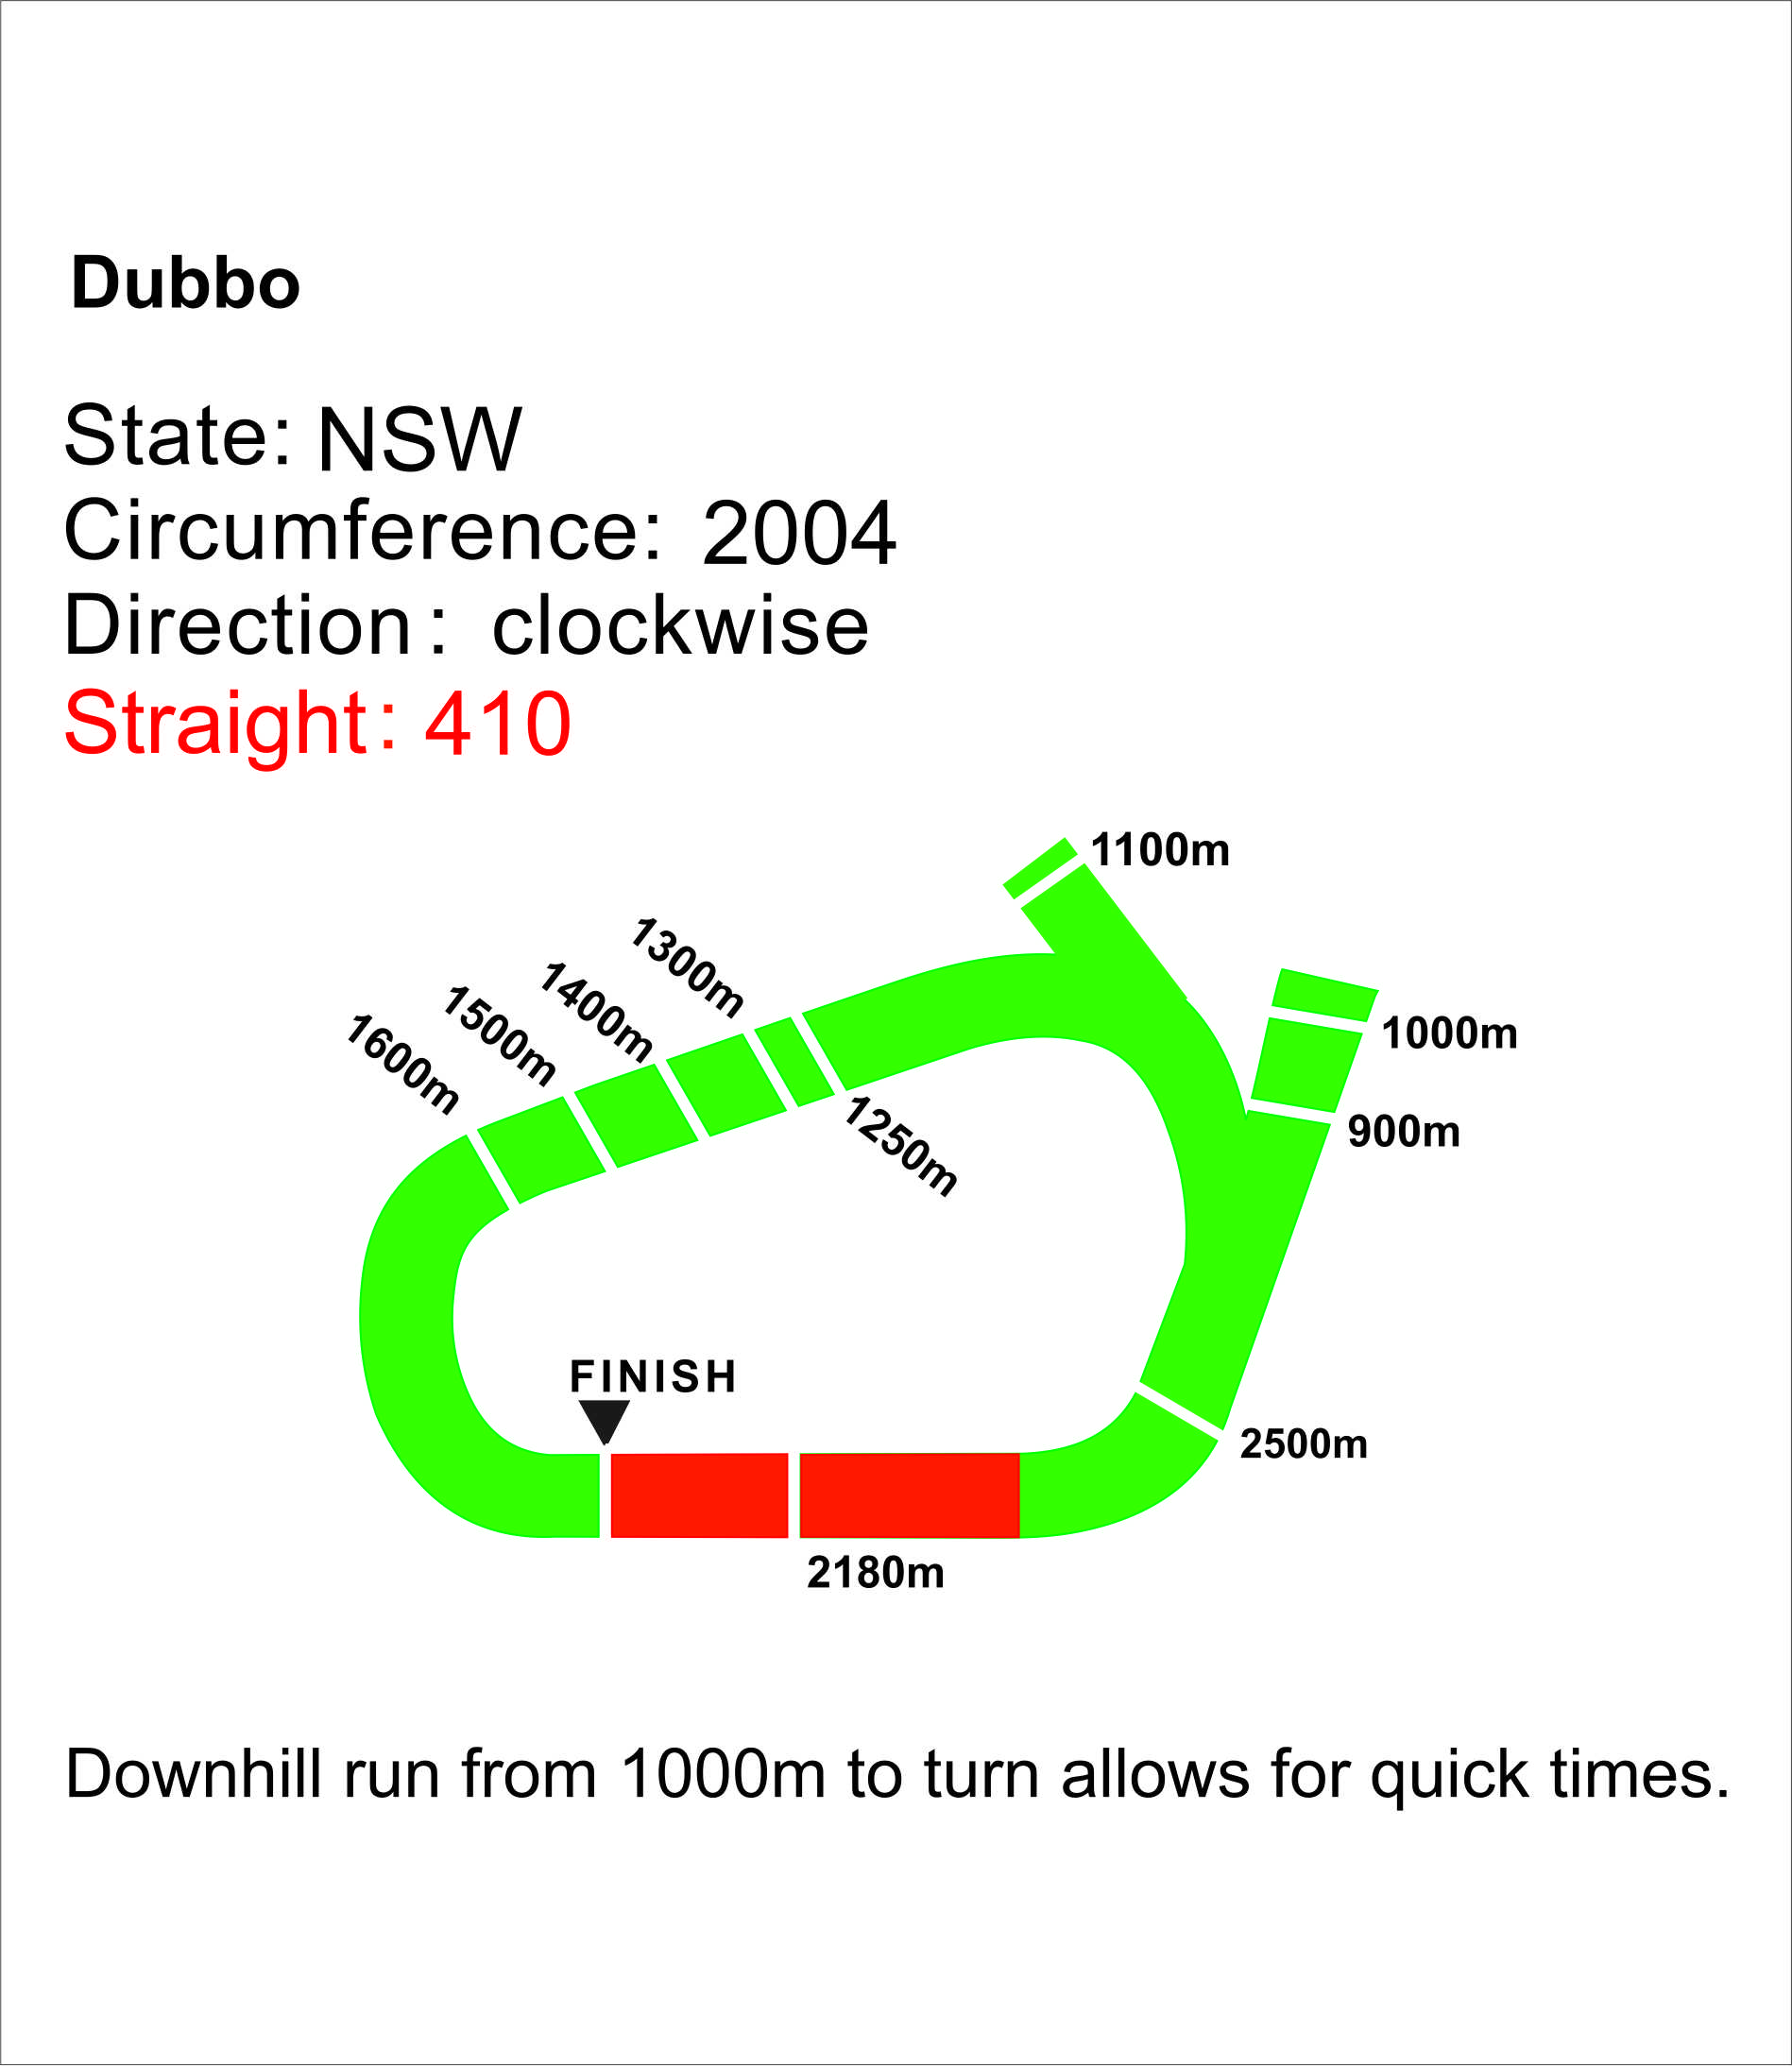 Dubbo
State: NSW
Circumference: 2004
Direction : clockwise
Straight: 410
1100m
1300m
1400m
1500m
1600m
1000m
1250m
900m
FINISH
2500m
2180m
Downhill run from 1000m to turn allows for quick times.